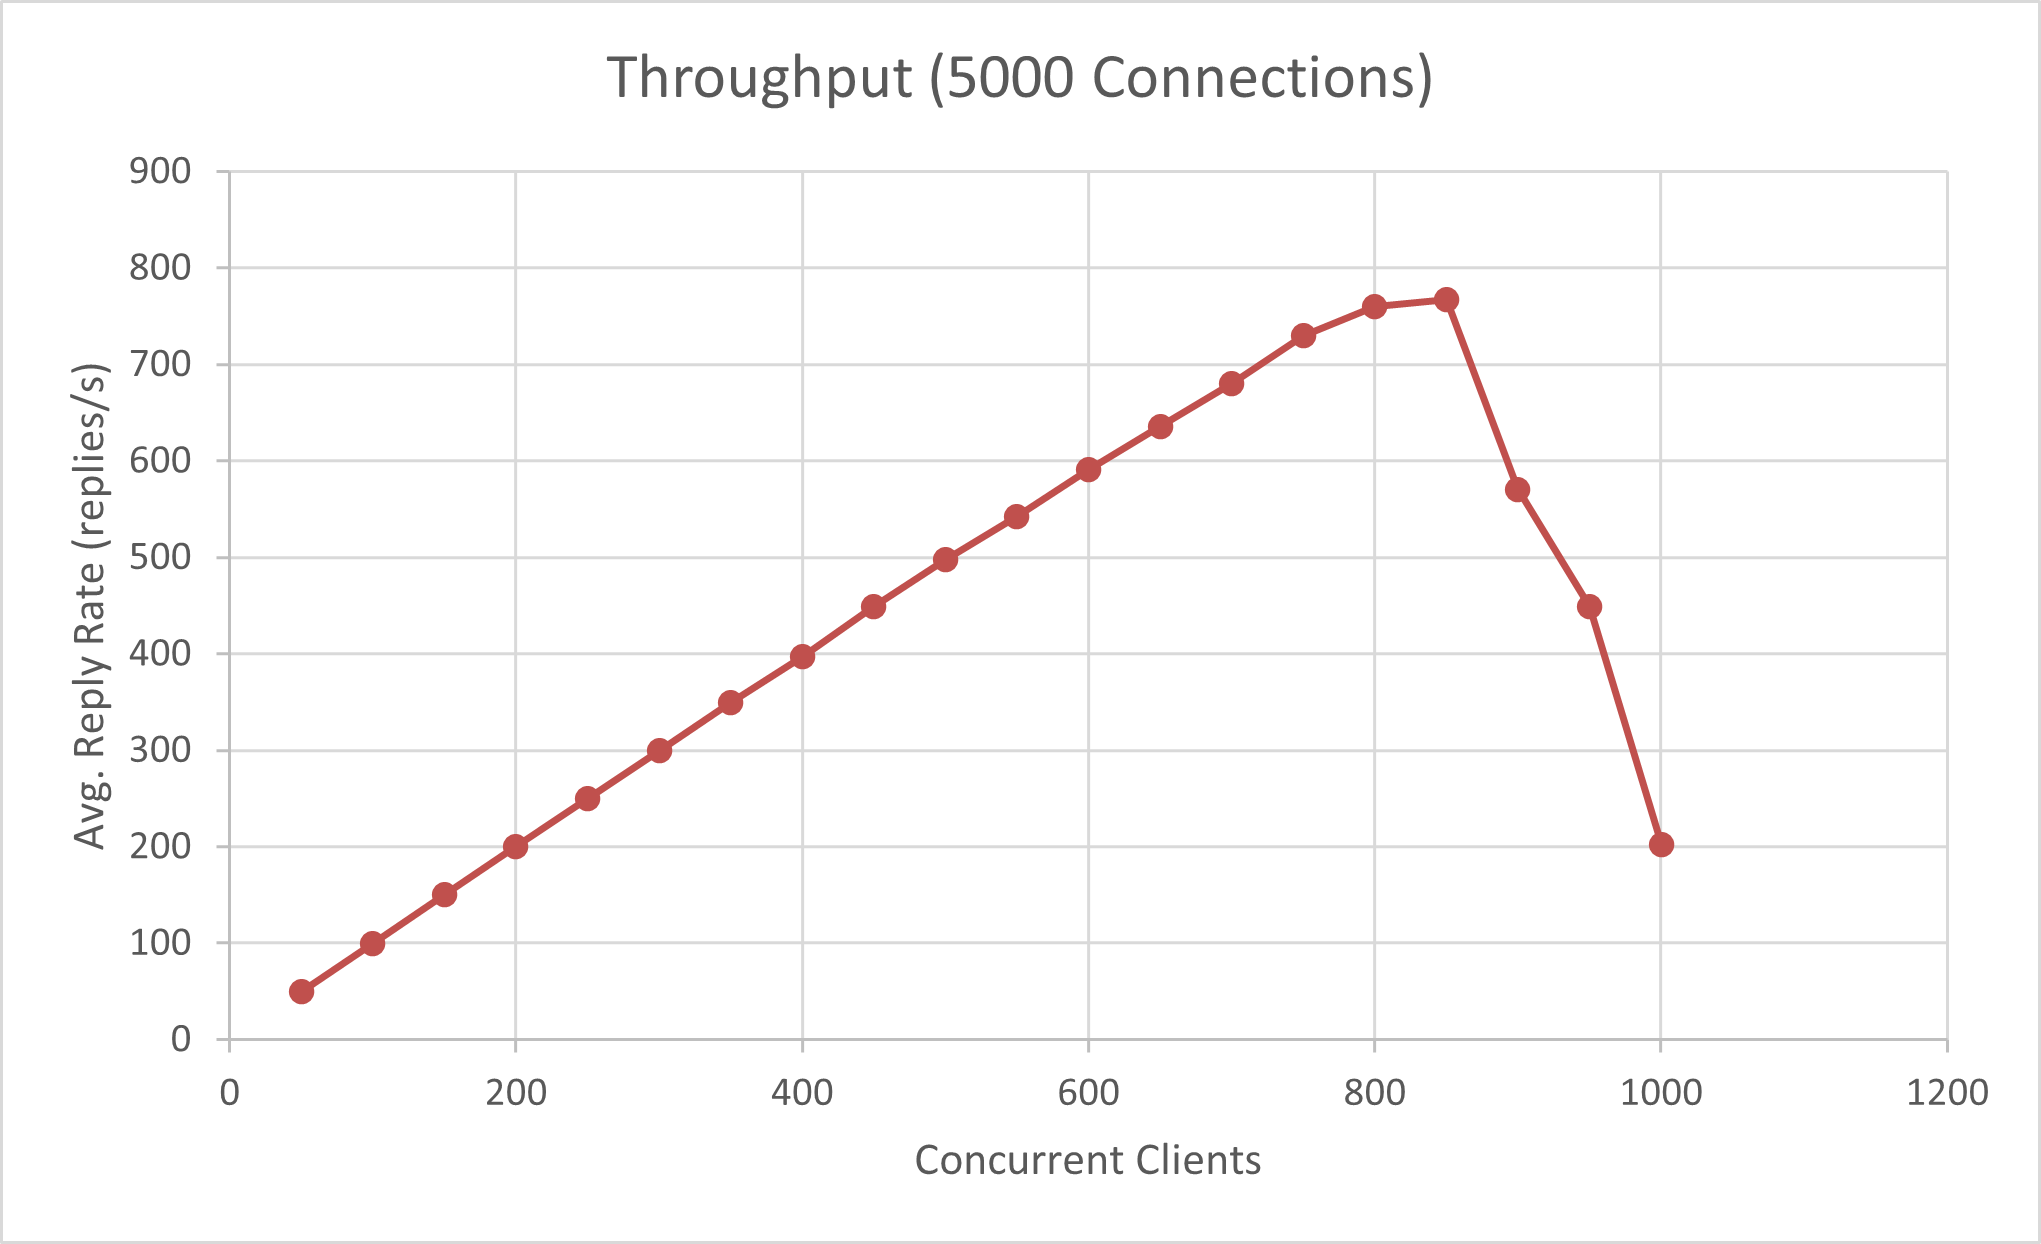 Throughput (5000 Connections)
900
800
700
600
500
400
300
200
100
0
Avg. Reply Rate (replies/s)
0 200 400 600 800 1000 1200
Concurrent Clients